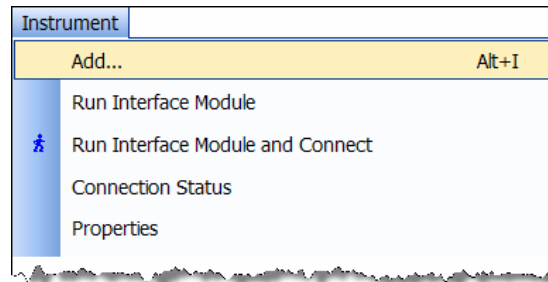 Instrument
Add... Alt+I
Run Interface Module
Run Interface Module and Connect
Connection Status
Properties